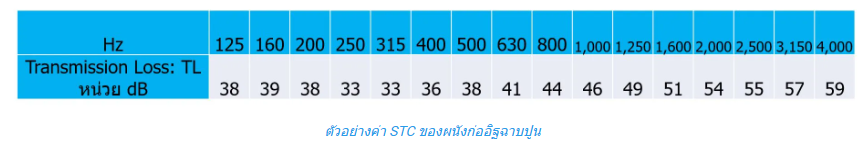 Hz 125 160 200 250 315 400 500 630 800 1,000 1,250 1,600 2,000 2,500 3,150 4,000
Transmission Loss: TL
หน่วย dB 38 39 38 33 33 36 38 41 44 46 49 51 54 55 57 59
ตัวอย่างค่า STC ของผนังก่ออิฐฉาบปูน